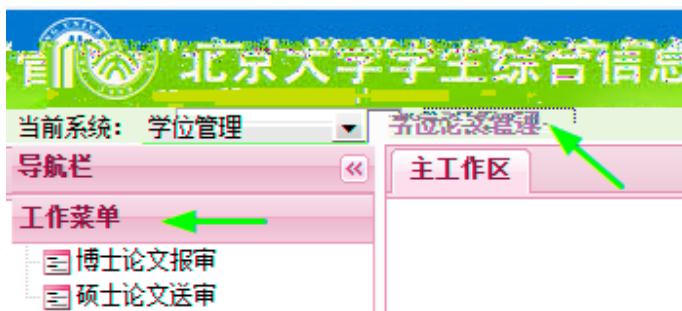 北京大学学生综合信息
当前系统： 学位管理 学位论文管理
导航栏 主工作区
工作菜单
博士论文报审
硕士论文送审